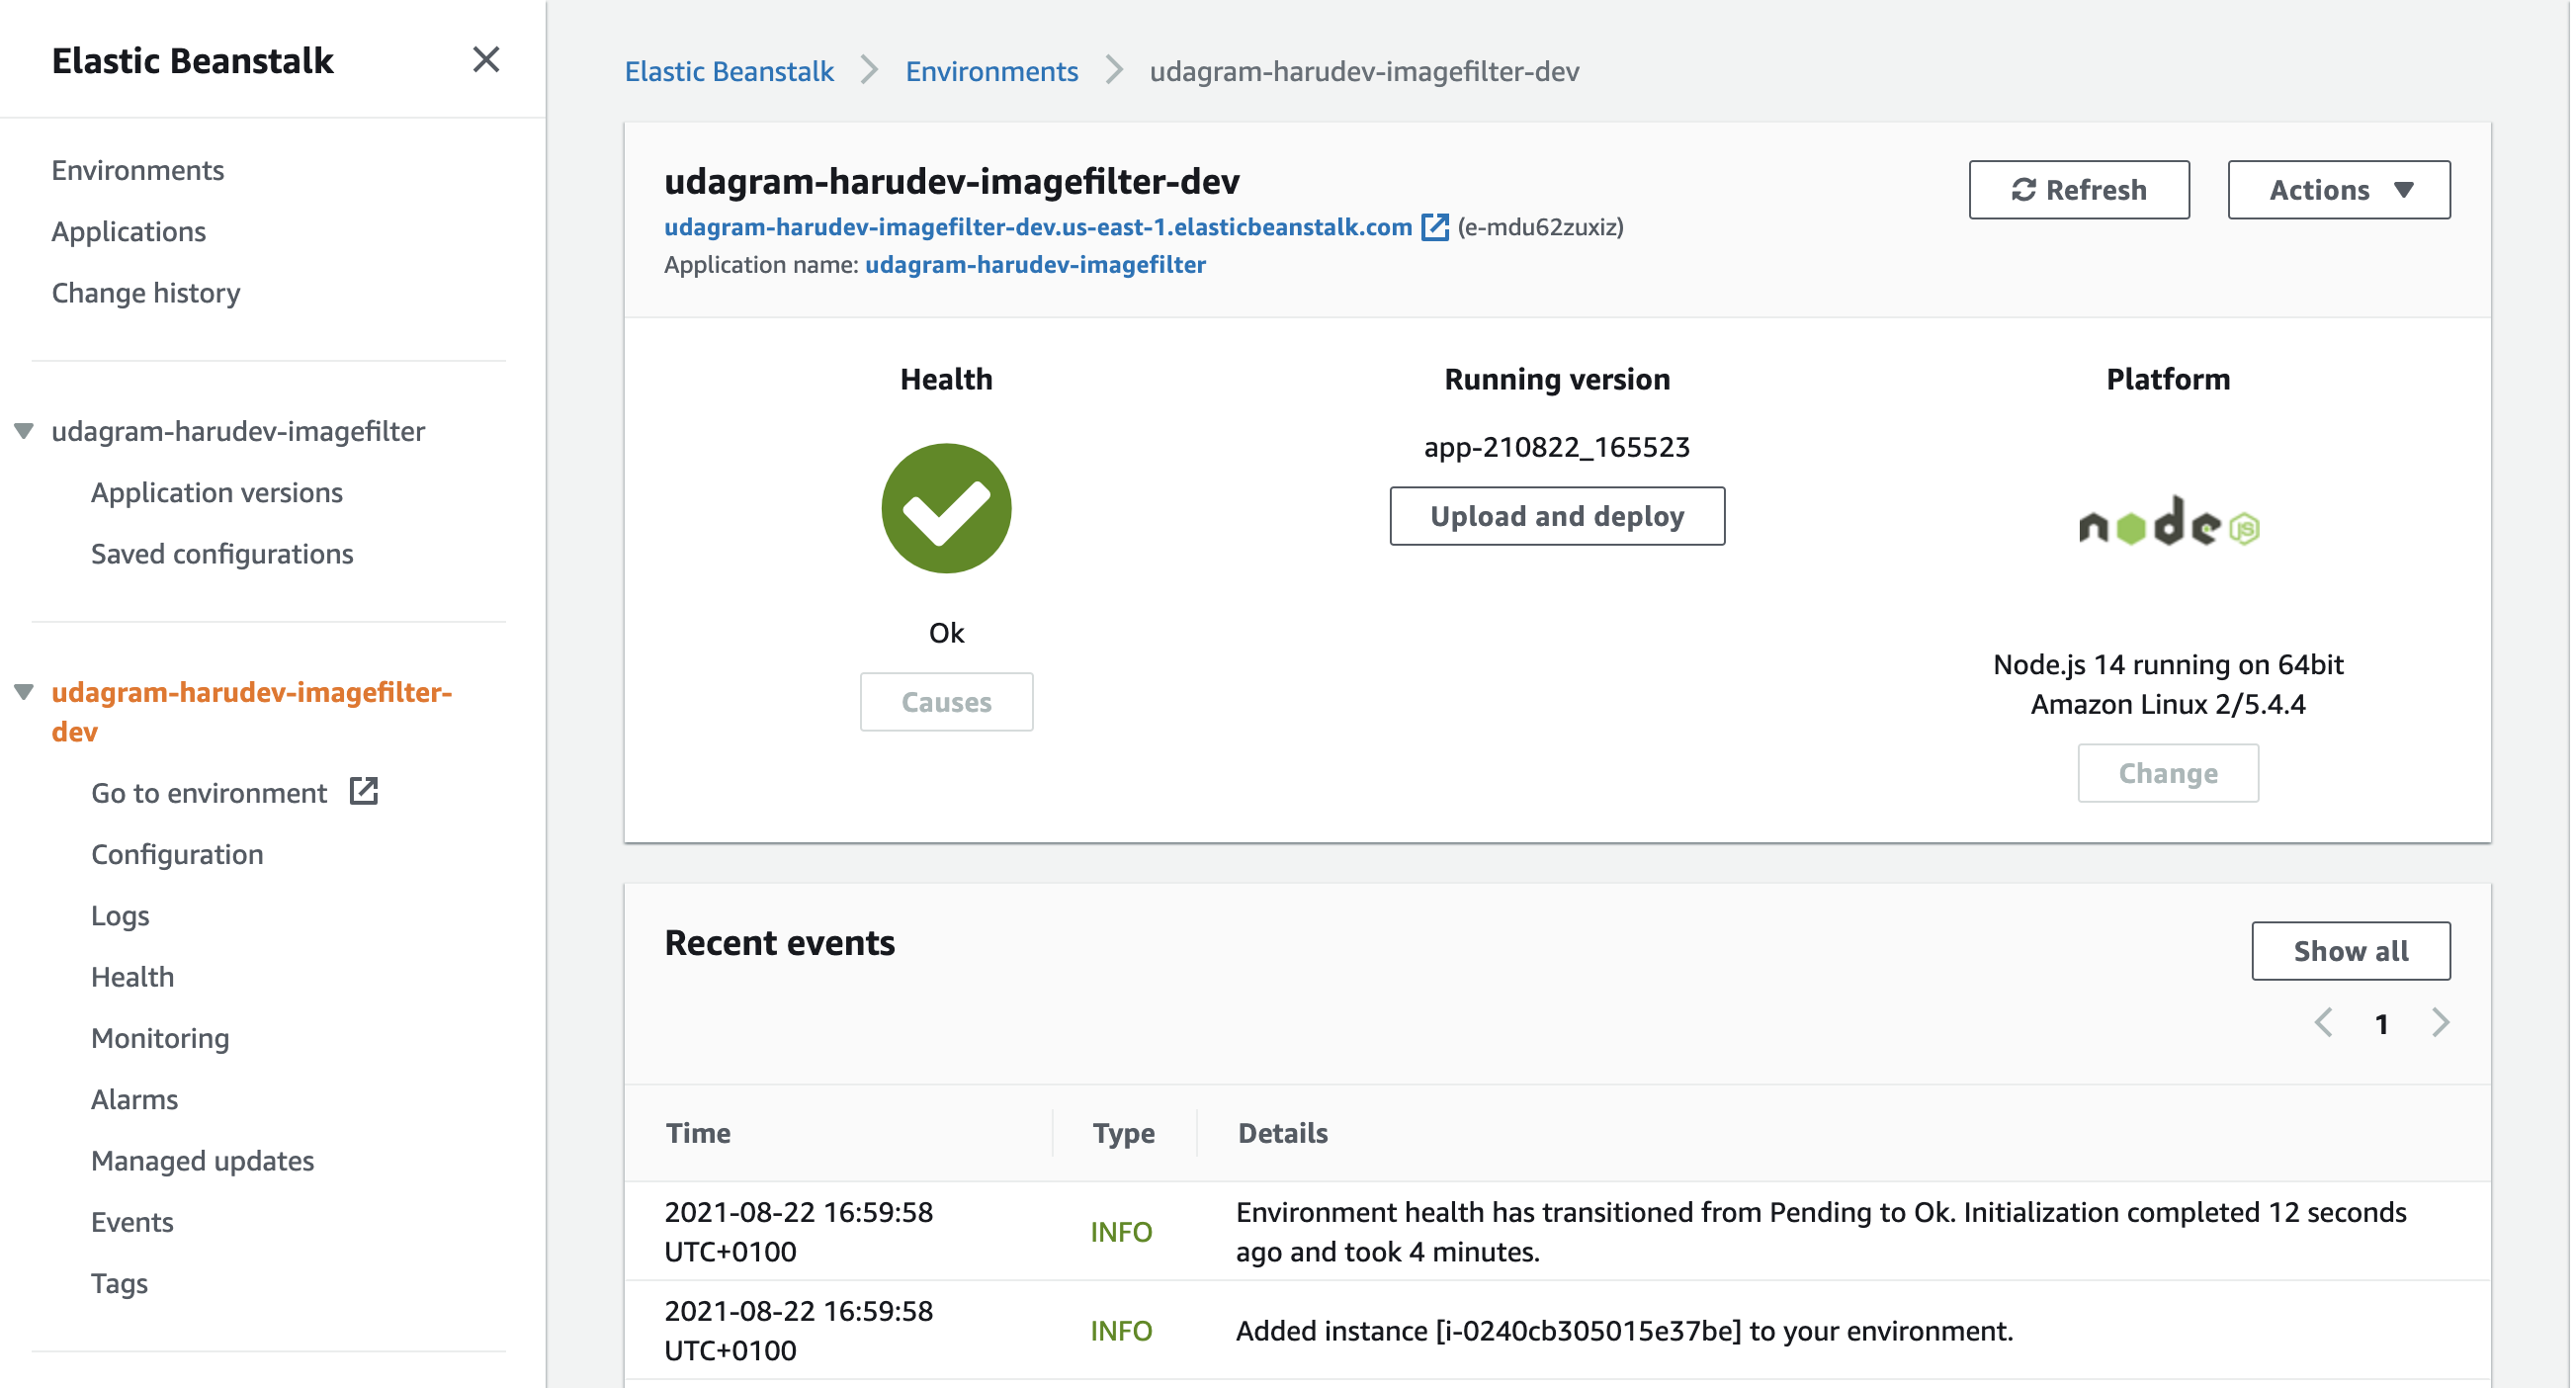 Elastic Beanstalk
Environments
Applications
Change history
udagram-harudev-imagefilter
Application versions
Saved configurations
udagram-harudev-imagefilter-
dev
Go to environment
Configuration
Logs
Health
Monitoring
Alarms
Managed updates
Events
Tags
Elastic Beanstalk > Environments > udagram-harudev-imagefilter-dev
udagram-harudev-imagefilter-dev
udagram-harudev-imagefilter-dev.us-east-1.elasticbeanstalk.com (e-mdu62zuxiz)
Application name: udagram-harudev-imagefilter
Refresh
Actions
Health
Ok
Causes
Running version
app-210822_165523
Upload and deploy
Platform
node JS
Node.js 14 running on 64bit
Amazon Linux 2/5.4.4
Change
Recent events
Show all
1
Time Type Details
2021-08-22 16:59:58
UTC+0100
INFO
Environment health has transitioned from Pending to Ok. Initialization completed 12 seconds
ago and took 4 minutes.
2021-08-22 16:59:58
UTC+0100
INFO
Added instance [i-0240cb305015e37be] to your environment.